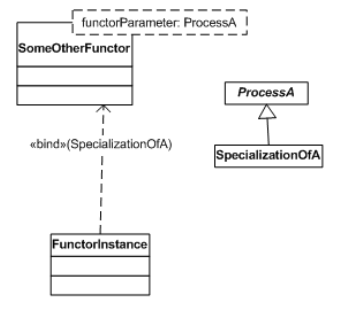 functorParameter: ProcessA
SomeOtherFunctor
ProcessA
«bind»(SpecializationOfA)
SpecializationOfA
FunctorInstance